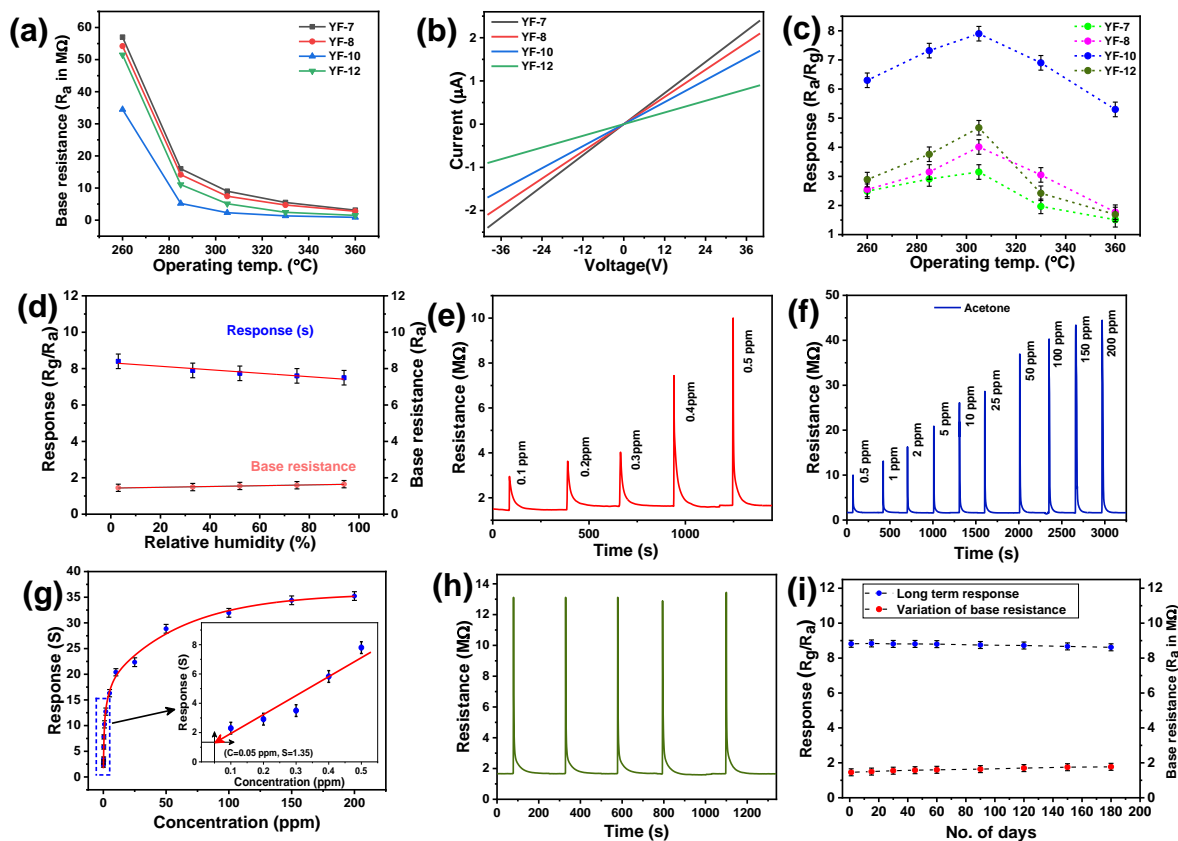 (a)
YF-7
YF-8
YF-10
YF-12
Base resistance (Ra in MΩ)
60
50
40
30
20
10
0
260 280 300 320 340 360
Operating temp. (°C)
(b)
YF-7
YF-8
YF-10
YF-12
Current (µA)
2
1
0
-1
-2
-36 -24 -12 0 12 24 36
Voltage(V)
(c)
YF-7
YF-8
YF-10
YF-12
Response (Ra/Rg)
8
7
6
5
4
3
2
1
260 280 300 320 340 360
Operating temp. (°C)
(d)
Response (Rg/Ra)
12
10
8
6
4
2
0
Response (s)
Base resistance
12
10
8
6
4
2
0
Base resistance (Ra)
0 20 40 60 80 100
Relative humidity (%)
(e)
Resistance (MΩ)
10
8
6
4
2
0.1 ppm
0.2ppm
0.3ppm
0.4ppm
0.5 ppm
0 500 1000
Time (s)
(f)
Acetone
Resistance (MΩ)
50
40
30
20
10
0
0.5 ppm
1 ppm
2 ppm
5 ppm
10 ppm
25 ppm
50 ppm
100 ppm
150 ppm
200 ppm
0 500 1000 1500 2000 2500 3000
Time (s)
(g)
Response (S)
40
35
30
25
20
15
10
5
0
0 50 100 150 200
Concentration (ppm)
Response (S)
10
8
6
4
2
0
(C=0.05 ppm, S=1.35)
0.1 0.2 0.3 0.4 0.5
Concentration (ppm)
(h)
Resistance (MΩ)
14
12
10
8
6
4
2
0
0 200 400 600 800 1000 1200
Time (s)
(i)
Long term response
Variation of base resistance
Response (Rg/Ra)
12
10
8
6
4
2
0
12
10
8
6
4
2
0
Base resistance (Ra in MΩ)
0 20 40 60 80 100 120 140 160 180 200
No. of days